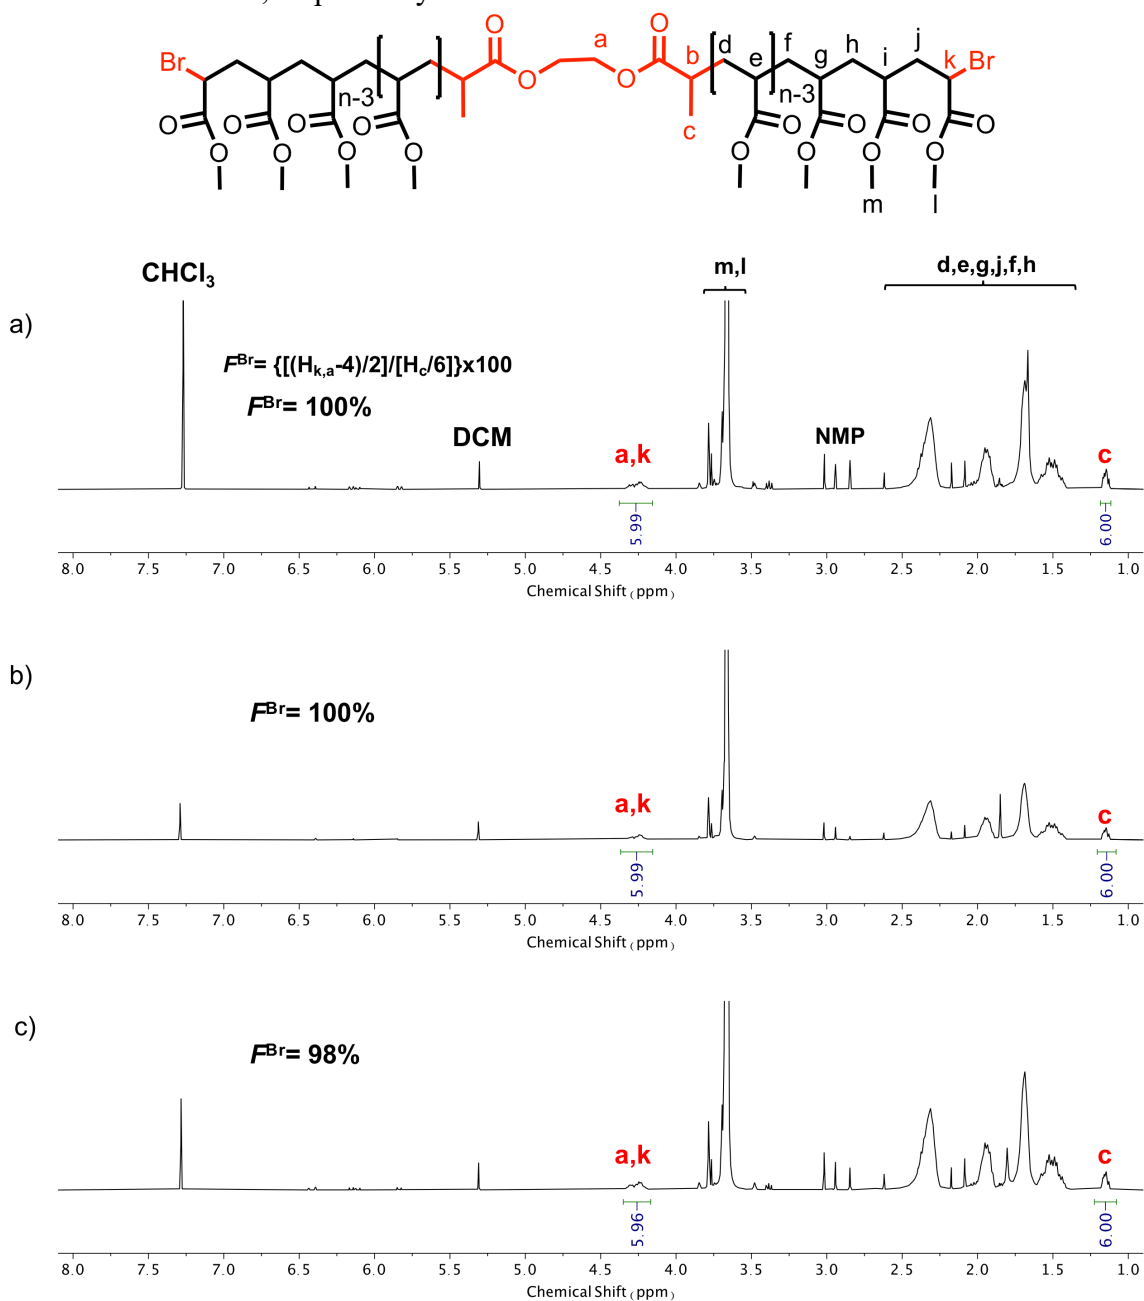 O a O b d e f g h i j k
Br O O n-3 c n-3 Br
O O O O O O O O
O O O O O O O O
m l
CHCl3 m,l d,e,g,j,f,h
a)
FBr= {[(Hk,a-4)/2]/[Hc/6]}x100
FBr= 100%
DCM NMP
a,k c
5.99 6.00
8.0 7.5 7.0 6.5 6.0 5.5 5.0 4.5 4.0 3.5 3.0 2.5 2.0 1.5 1.0
Chemical Shift (ppm)
b)
FBr= 100%
a,k c
5.99 6.00
8.0 7.5 7.0 6.5 6.0 5.5 5.0 4.5 4.0 3.5 3.0 2.5 2.0 1.5 1.0
Chemical Shift (ppm)
c)
FBr= 98%
a,k c
5.96 6.00
8.0 7.5 7.0 6.5 6.0 5.5 5.0 4.5 4.0 3.5 3.0 2.5 2.0 1.5 1.0
Chemical Shift (ppm)